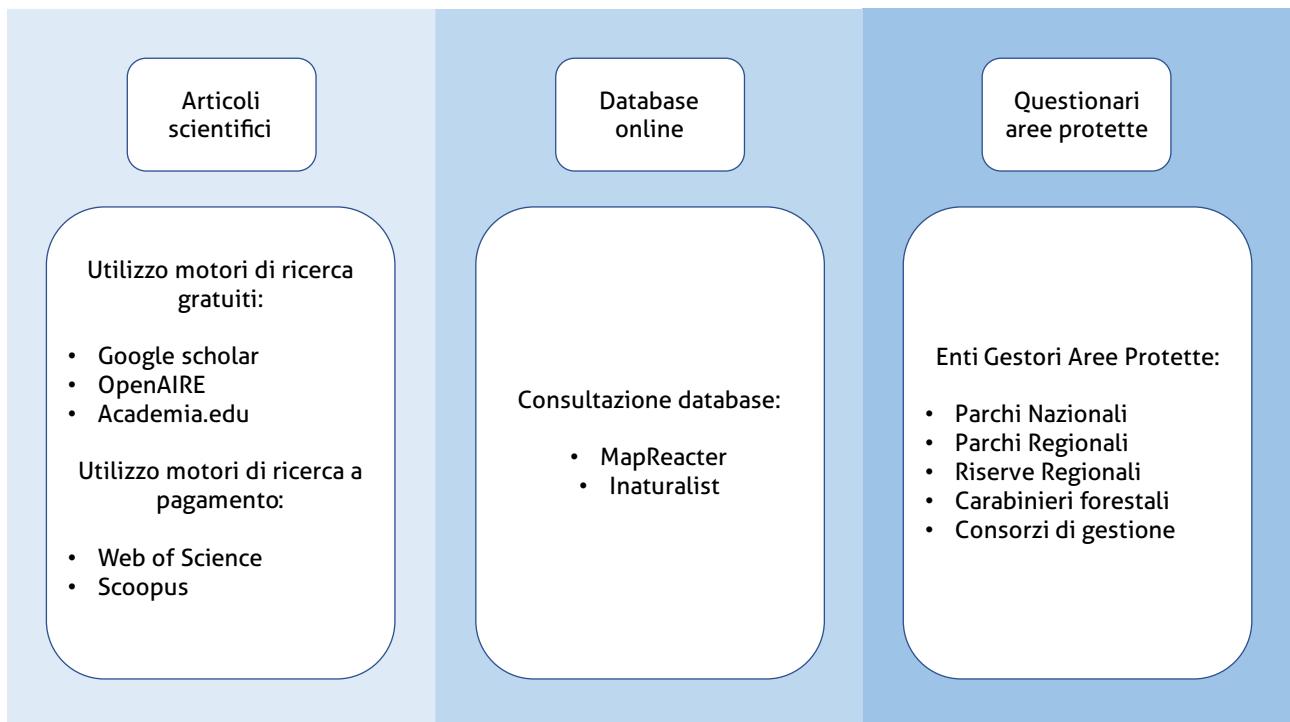 Articoli
scientifici
Utilizzo motori di ricerca
gratuiti:
• Google scholar
• OpenAIRE
• Academia.edu
Utilizzo motori di ricerca a
pagamento:
• Web of Science
• Scoopus
Database
online
Consultazione database:
• MapReacter
• Inaturalist
Questionari
aree protette
Enti Gestori Aree Protette:
• Parchi Nazionali
• Parchi Regionali
• Riserve Regionali
• Carabinieri forestali
• Consorzi di gestione